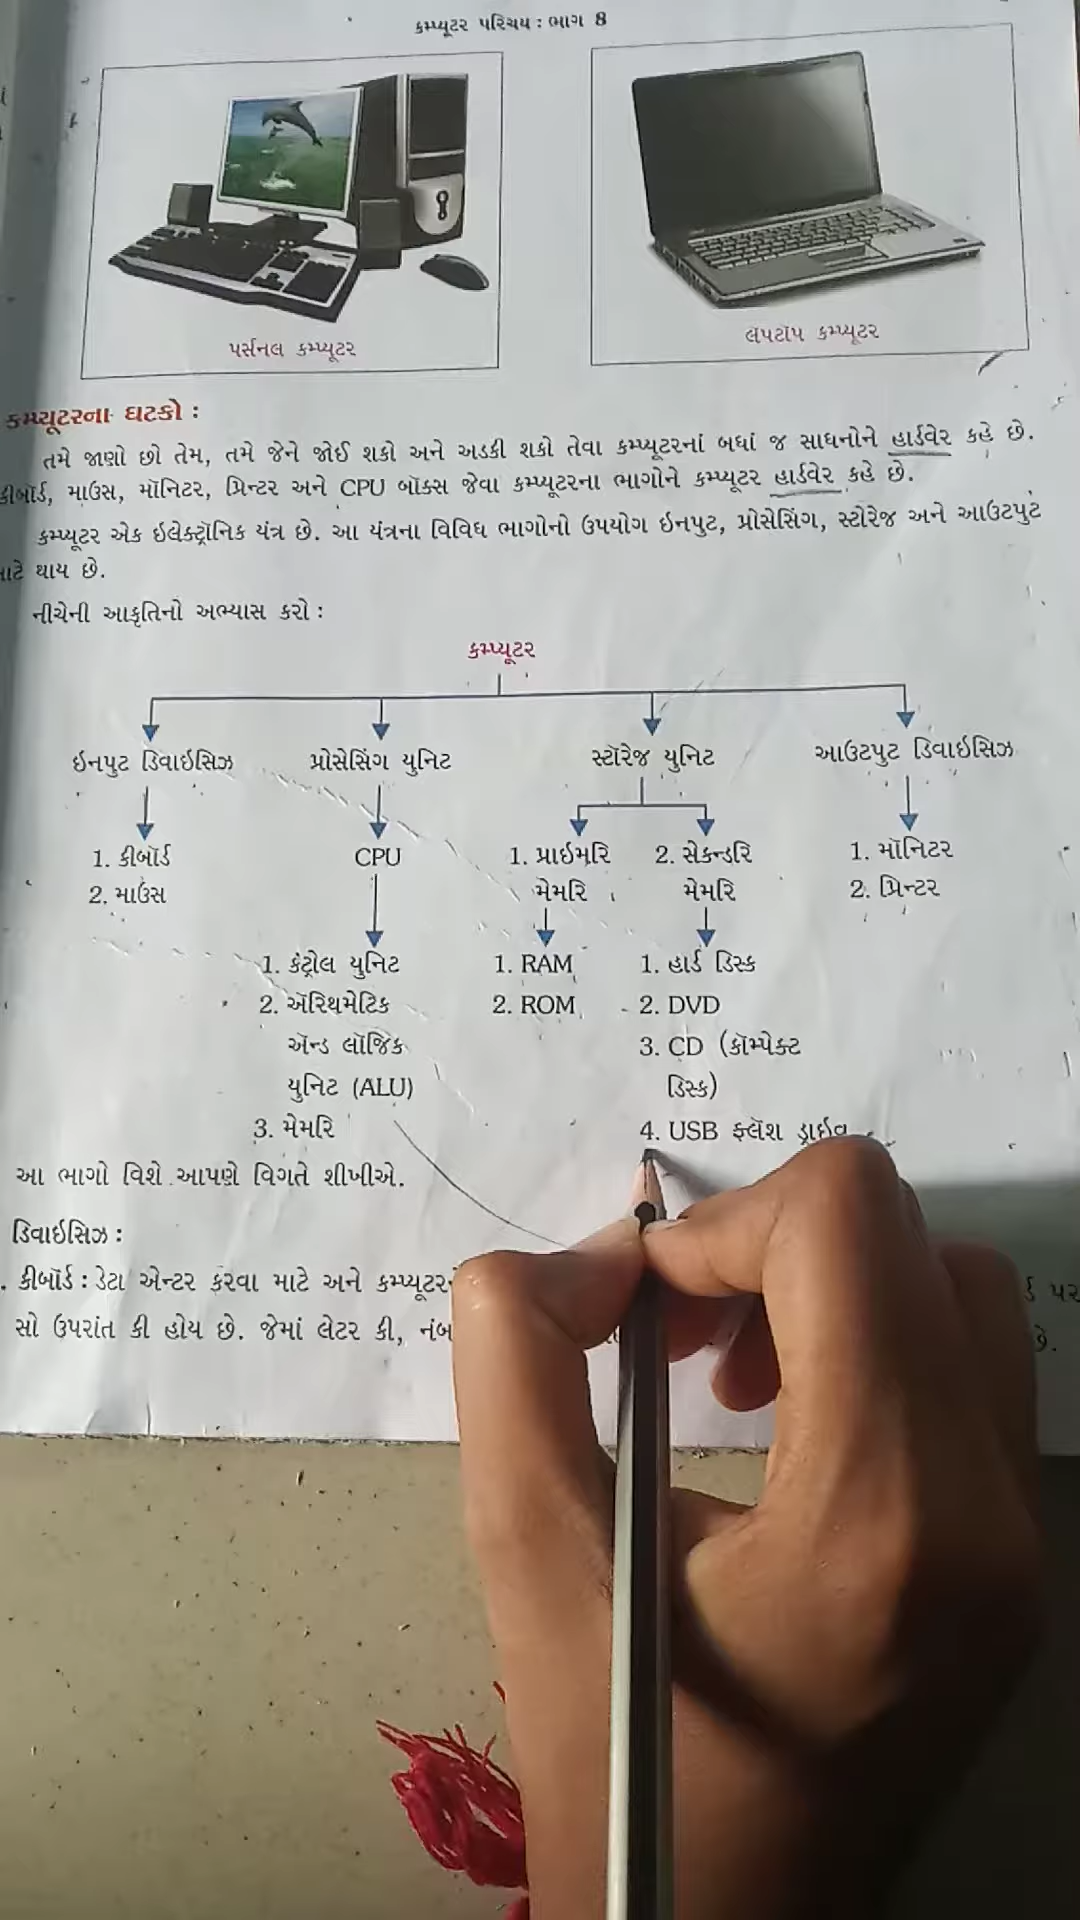 કમ્પ્યૂટર પરિચય : ભાગ 8
પર્સનલ કમ્પ્યૂટર
લૅપટૉપ કમ્પ્યૂટર
કમ્પ્યૂટરના ઘટકો :
તમે જાણો છો તેમ, તમે જેને જોઈ શકો અને અડકી શકો તેવા કમ્પ્યૂટરનાં બધાં જ સાધનોને હાર્ડવેર કહે છે.
કીબૉર્ડ, માઉસ, મૉનિટર, પ્રિન્ટર અને CPU બૉક્સ જેવા કમ્પ્યૂટરના ભાગોને કમ્પ્યૂટર હાર્ડવેર કહે છે.
કમ્પ્યૂટર એક ઇલેક્ટ્રૉનિક યંત્ર છે. આ યંત્રના વિવિધ ભાગોનો ઉપયોગ ઇનપુટ, પ્રોસેસિંગ, સ્ટોરેજ અને આઉટપુટ
માટે થાય છે.
નીચેની આકૃતિનો અભ્યાસ કરો :
કમ્પ્યૂટર
ઇનપુટ ડિવાઇસિઝ પ્રોસેસિંગ યુનિટ સ્ટૉરેજ યુનિટ આઉટપુટ ડિવાઇસિઝ
1. કીબૉર્ડ CPU 1. પ્રાઇમરિ 2. સેકન્ડરિ 1. મૉનિટર
2. માઉસ મેમરિ મેમરિ 2. પ્રિન્ટર
1. કંટ્રોલ યુનિટ 1. RAM 1. હાર્ડ ડિસ્ક
2. ઍરિથમેટિક 2. ROM 2. DVD
ઍન્ડ લૉજિક 3. CD (કૉમ્પેક્ટ
યુનિટ (ALU) ડિસ્ક)
3. મેમરિ 4. USB ફ્લૅશ ડ્રાઇવ
આ ભાગો વિશે આપણે વિગતે શીખીએ.
ડિવાઇસિઝ :
. કીબૉર્ડ : ડેટા એન્ટર કરવા માટે અને કમ્પ્યૂટર પર
સો ઉપરાંત કી હોય છે. જેમાં લેટર કી, છે.